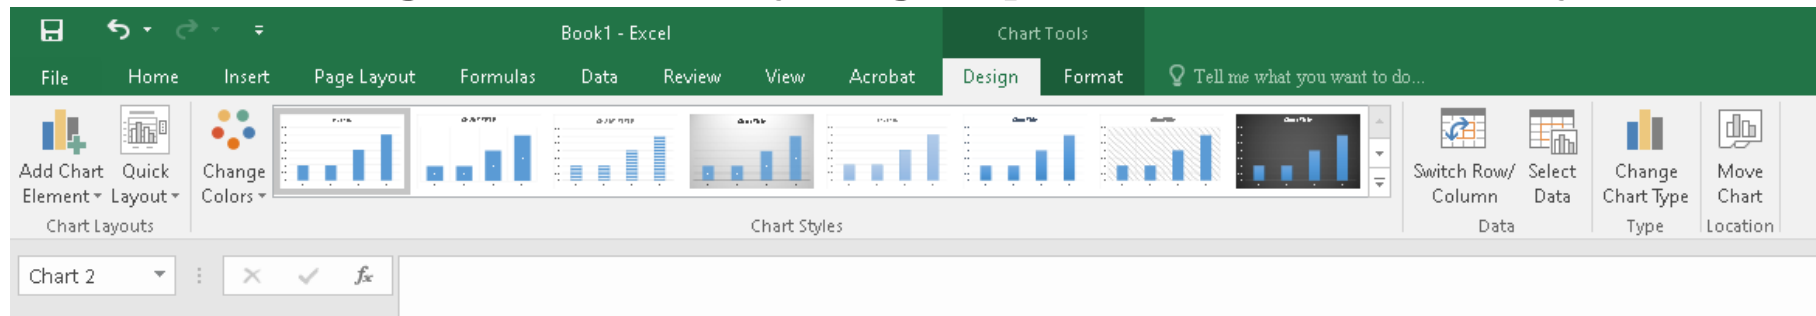 Book1 - Excel
Chart Tools
File Home Insert Page Layout Formulas Data Review View Acrobat Design Format Tell me what you want to do...
Add Chart Element
Quick Layout
Change Colors
Switch Row/ Column
Select Data
Change Chart Type
Move Chart
Chart Layouts
Chart Styles
Data
Type
Location
Chart 2
fx